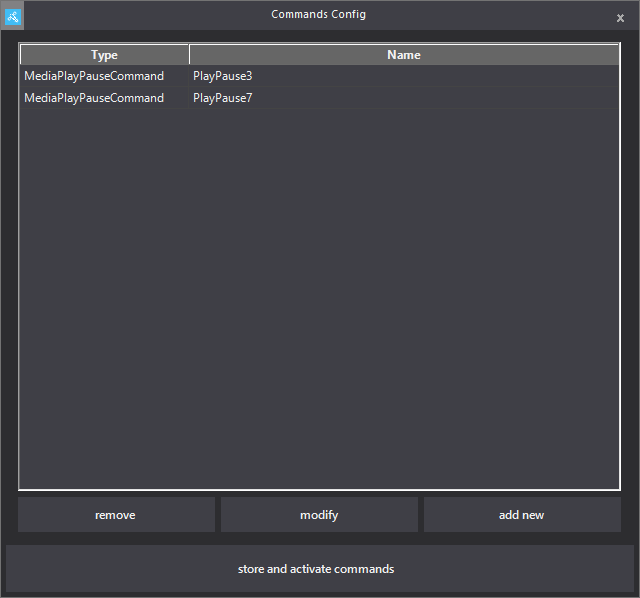 Commands Config
x
Type Name
MediaPlayPauseCommand PlayPause3
MediaPlayPauseCommand PlayPause7
remove modify add new
store and activate commands